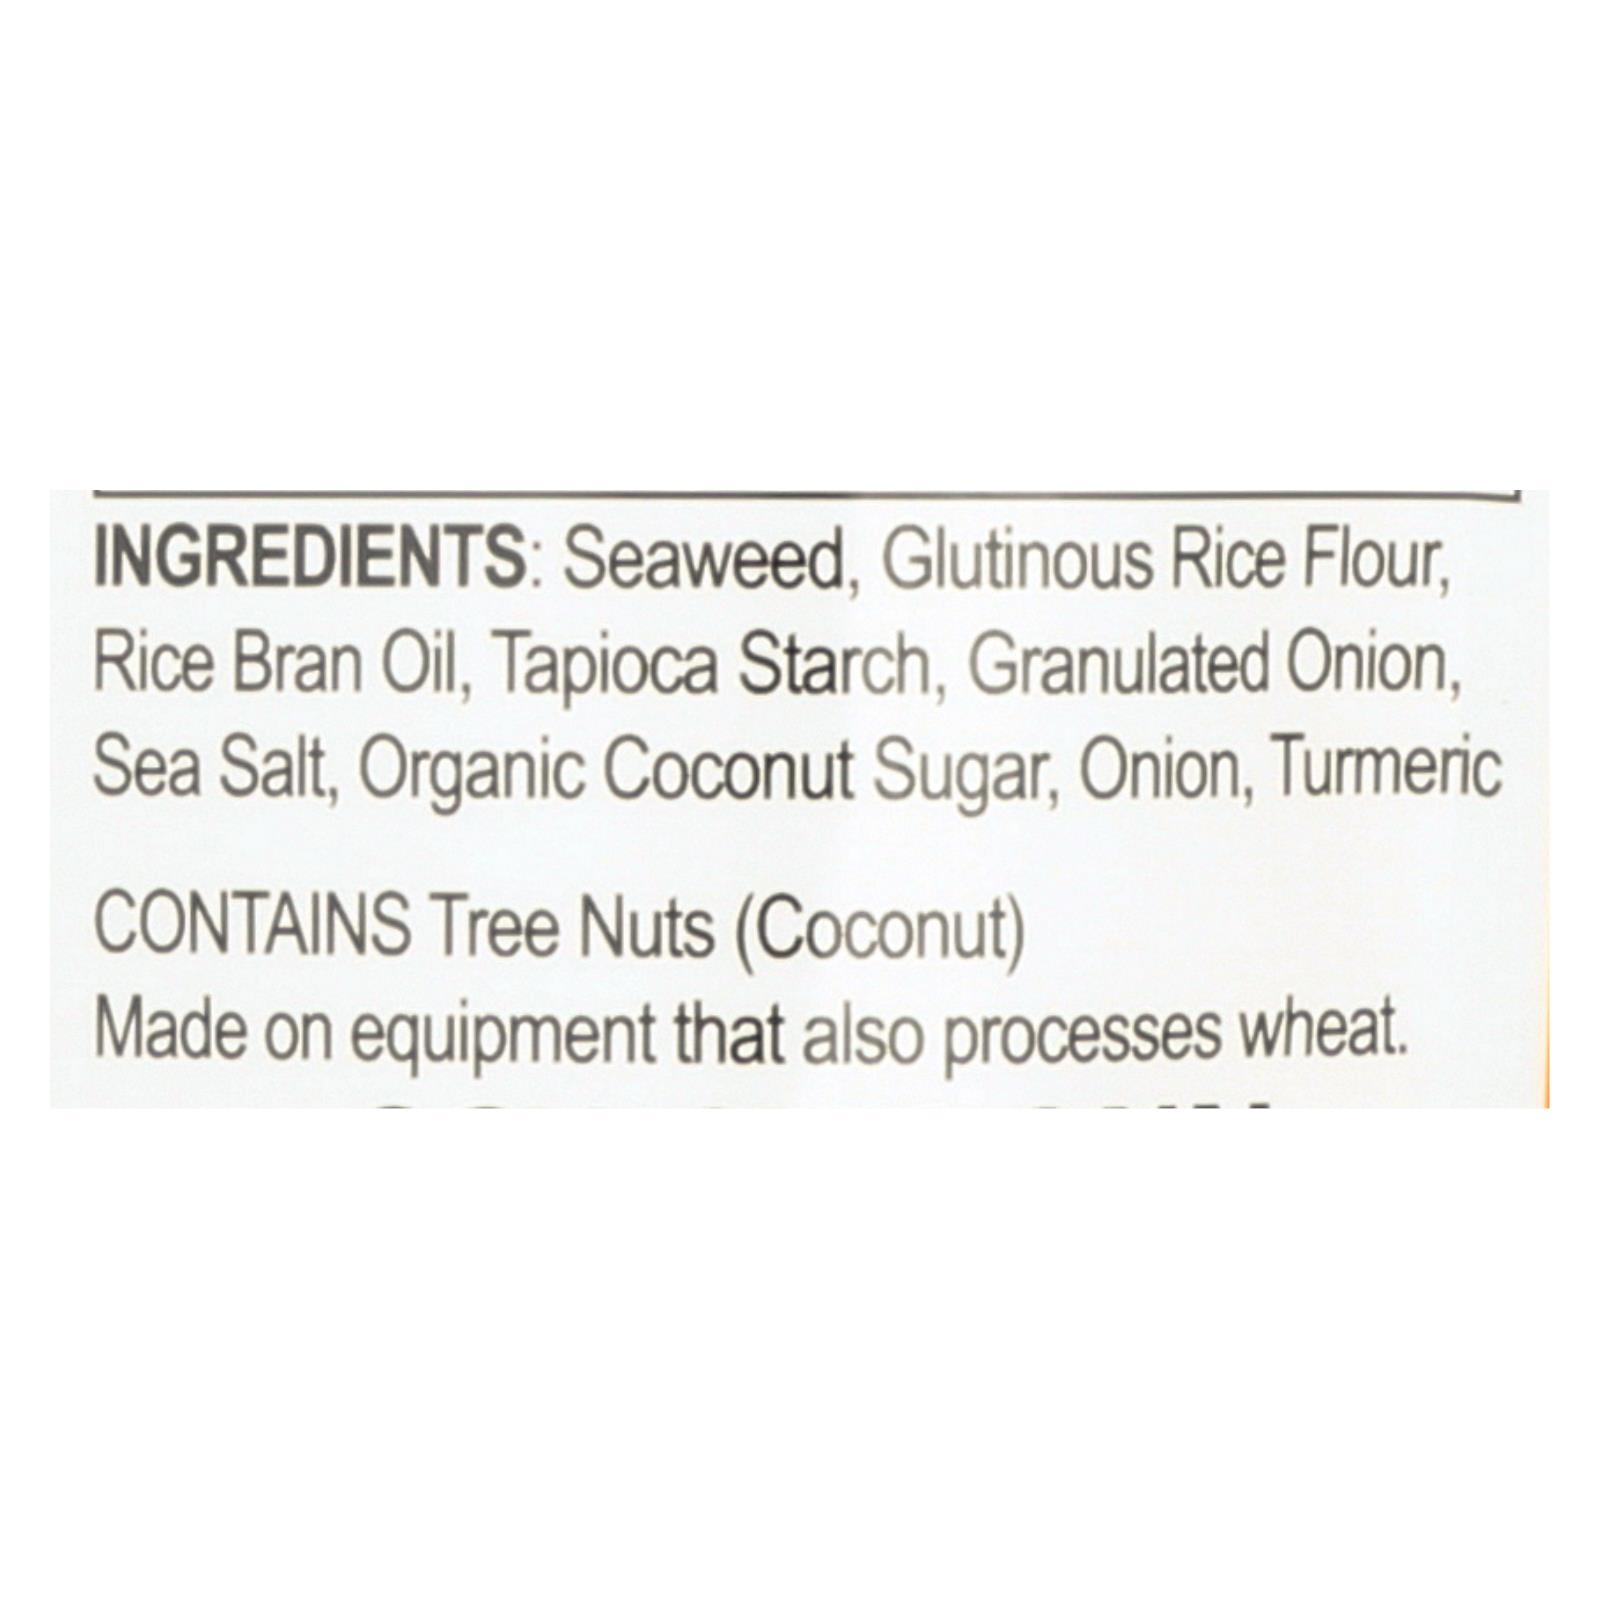 INGREDIENTS: Seaweed, Glutinous Rice Flour,
Rice Bran Oil, Tapioca Starch, Granulated Onion,
Sea Salt, Organic Coconut Sugar, Onion, Turmeric
CONTAINS Tree Nuts (Coconut)
Made on equipment that also processes wheat.